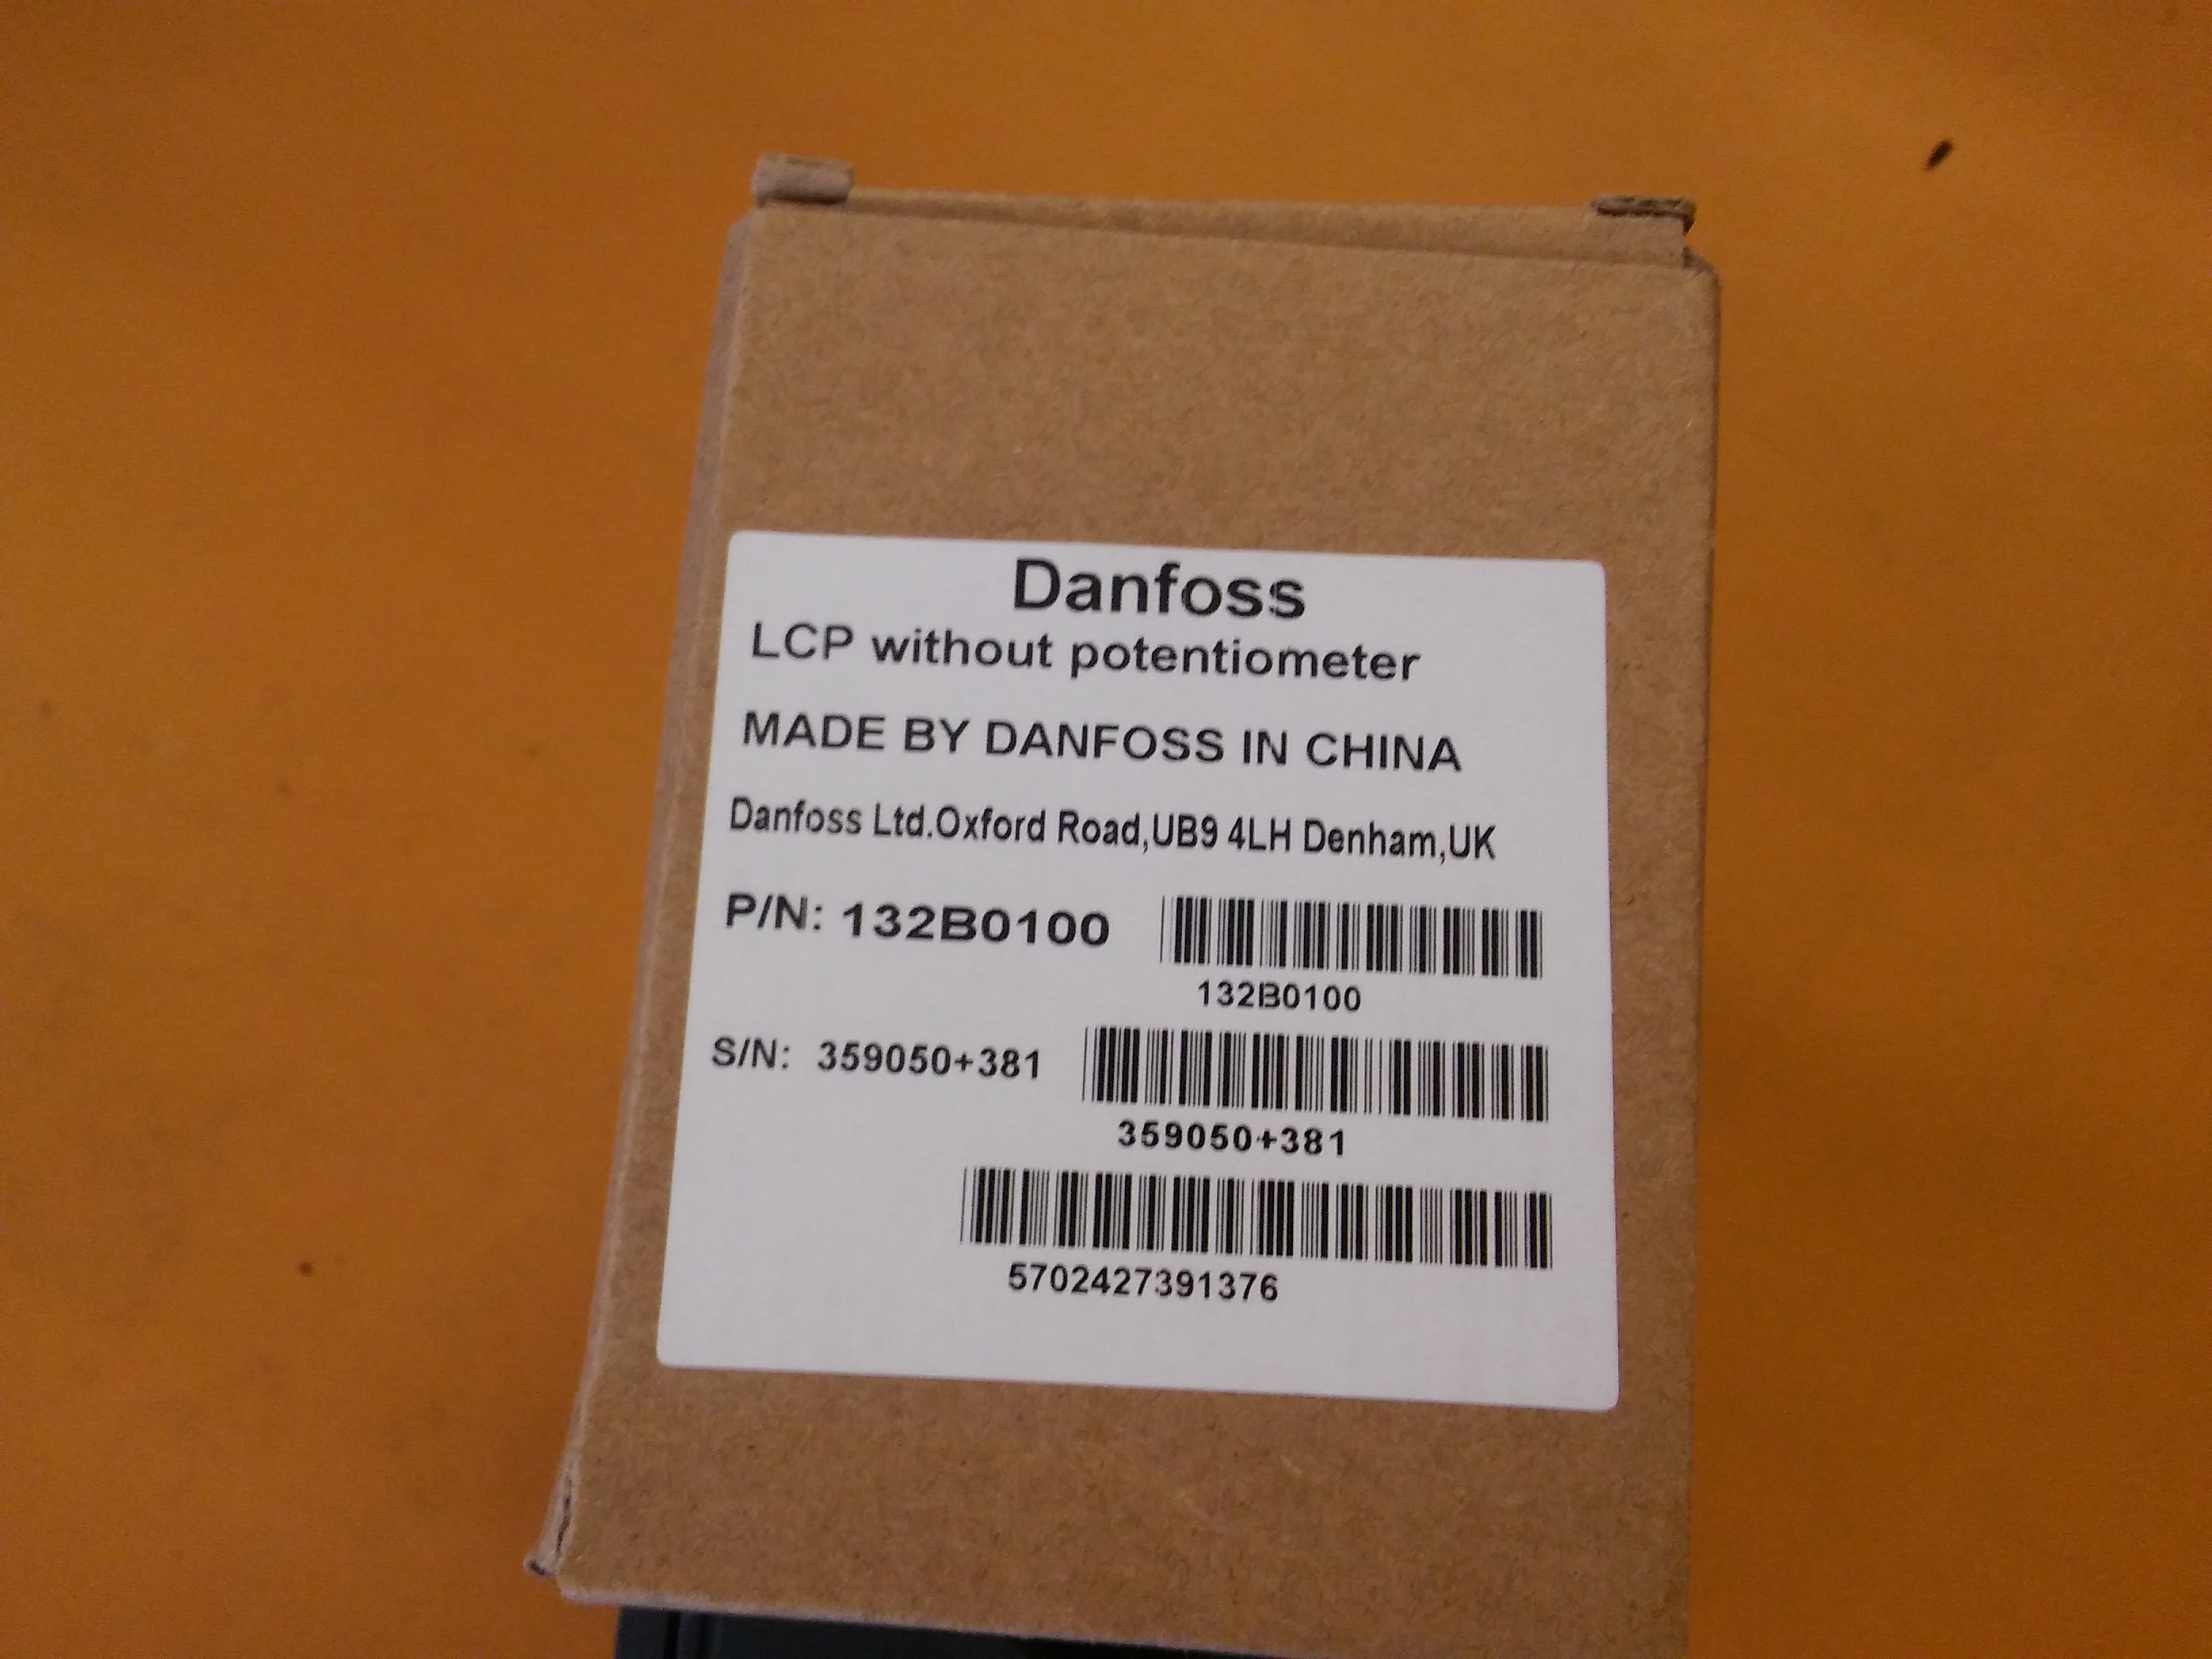 Danfoss
LCP without potentiometer
MADE BY DANFOSS IN CHINA
Danfoss Ltd.Oxford Road,UB9 4LH Denham,UK
P/N: 132B0100
132B0100
S/N: 359050+381
359050+381
5702427391376